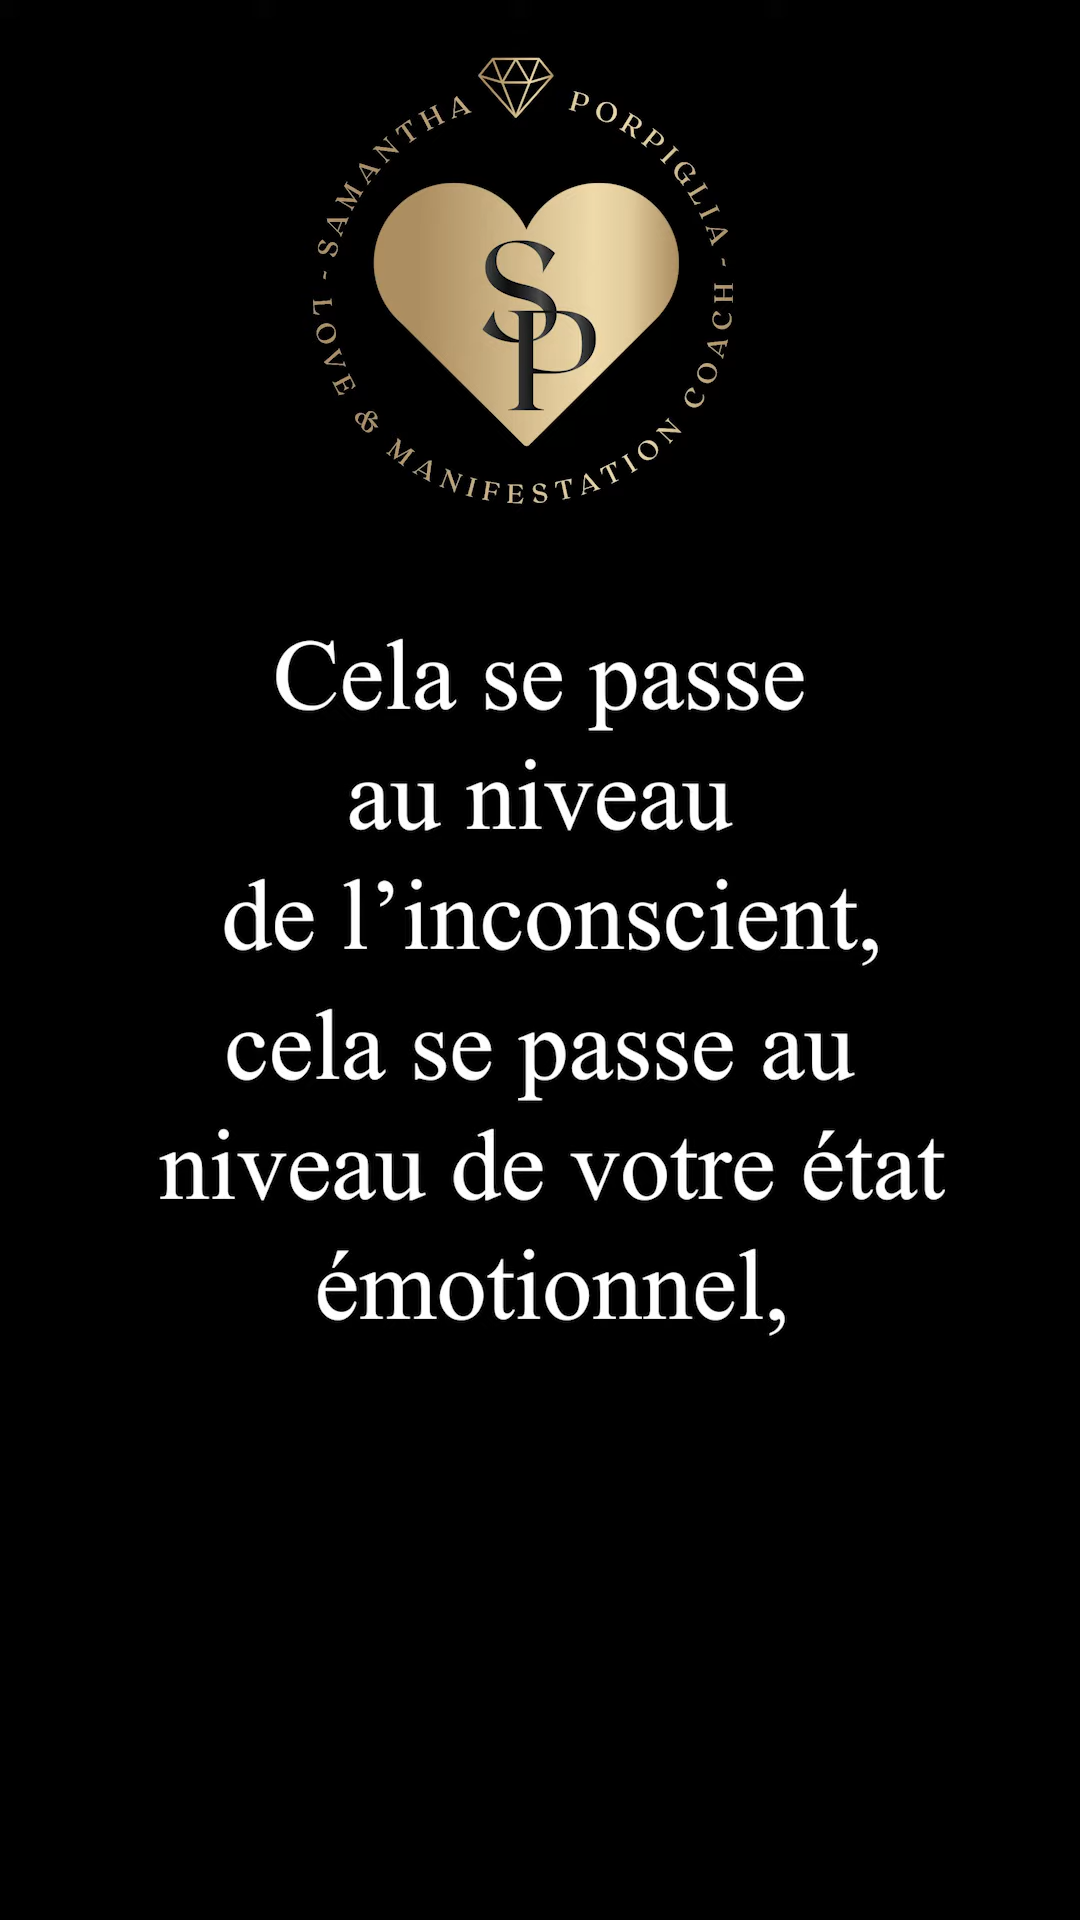 SAMANTHA PORPIGLIA - LOVE & MANIFESTATION COACH -
SP
Cela se passe
au niveau
de l’inconscient,
cela se passe au
niveau de votre état
émotionnel,